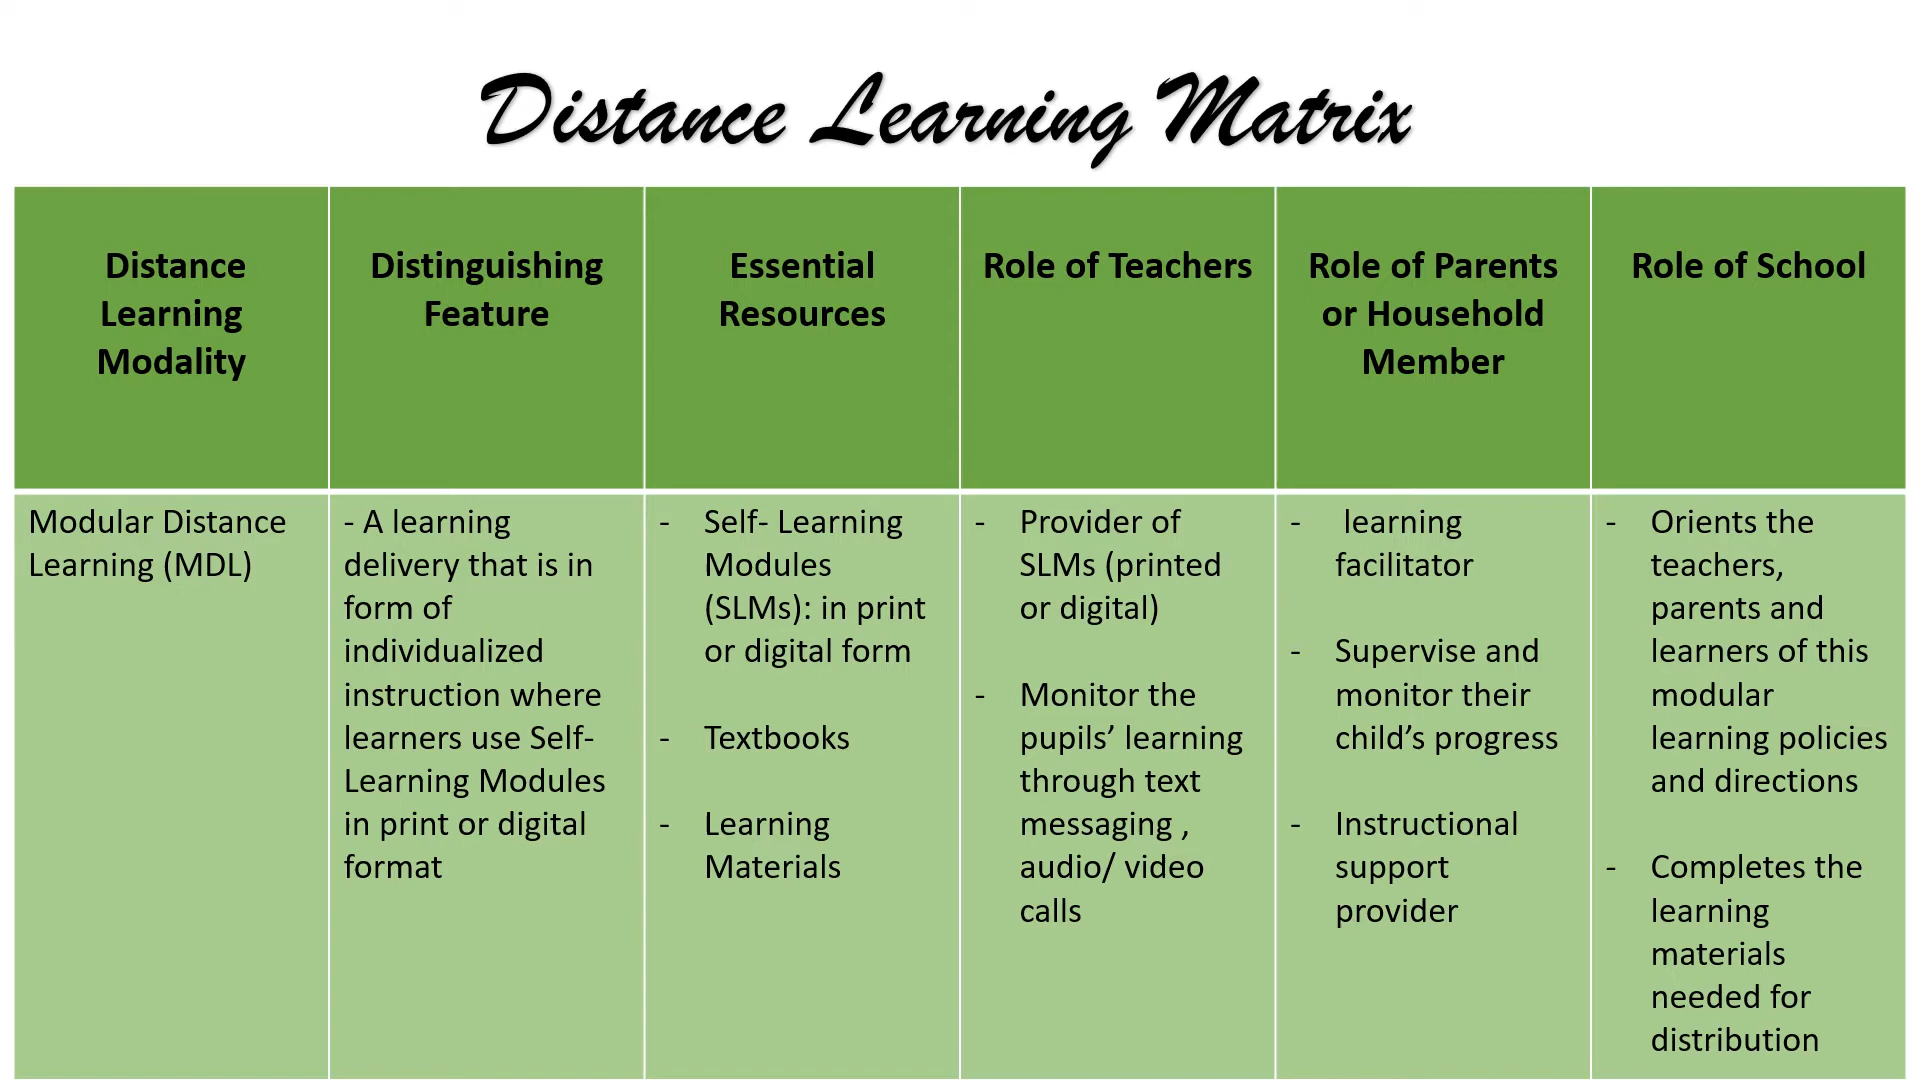 Distance Learning Matrix
Distance
Learning
Modality
Distinguishing
Feature
Essential
Resources
Role of Teachers
Role of Parents
or Household
Member
Role of School
Modular Distance
Learning (MDL)
- A learning
delivery that is in
form of
individualized
instruction where
learners use Self-
Learning Modules
in print or digital
format
- Self- Learning
Modules
(SLMs): in print
or digital form
- Textbooks
- Learning
Materials
- Provider of
SLMs (printed
or digital)
- Monitor the
pupils’ learning
through text
messaging ,
audio/ video
calls
- learning
facilitator
- Supervise and
monitor their
child’s progress
- Instructional
support
provider
- Orients the
teachers,
parents and
learners of this
modular
learning policies
and directions
- Completes the
learning
materials
needed for
distribution